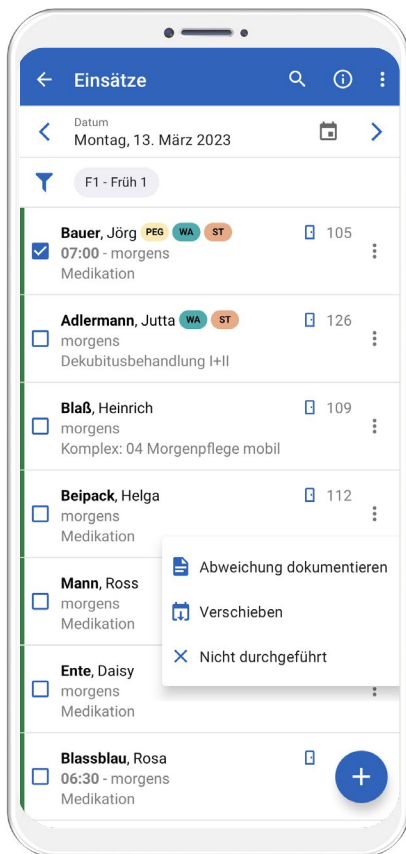 Einsätze
Datum
Montag, 13. März 2023
F1 - Früh 1
Bauer, Jörg PEG WA ST 105
07:00 - morgens
Medikation
Adlermann, Jutta WA ST 126
morgens
Dekubitusbehandlung I+II
Blaß, Heinrich 109
morgens
Komplex: 04 Morgenpflege mobil
Beipack, Helga 112
morgens
Medikation
Abweichung dokumentieren
Verschieben
Nicht durchgeführt
Mann, Ross
morgens
Medikation
Ente, Daisy
morgens
Medikation
Blassblau, Rosa
06:30 - morgens
Medikation